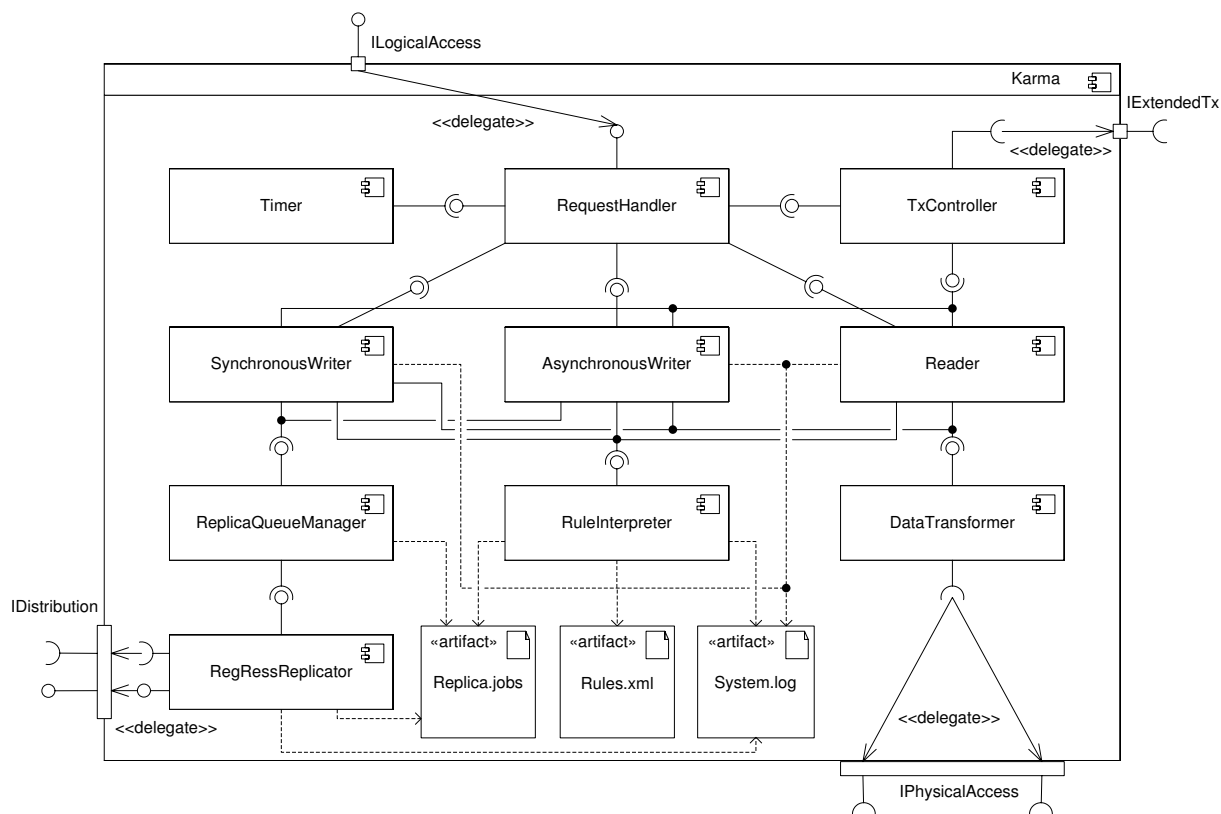 ILogicalAccess
Karma
IExtendedTx
<<delegate>>
<<delegate>>
Timer
RequestHandler
TxController
SynchronousWriter
AsynchronousWriter
Reader
ReplicaQueueManager
RuleInterpreter
DataTransformer
IDistribution
«artifact»
«artifact»
«artifact»
RegRessReplicator
Replica.jobs
Rules.xml
System.log
<<delegate>>
<<delegate>>
IPhysicalAccess